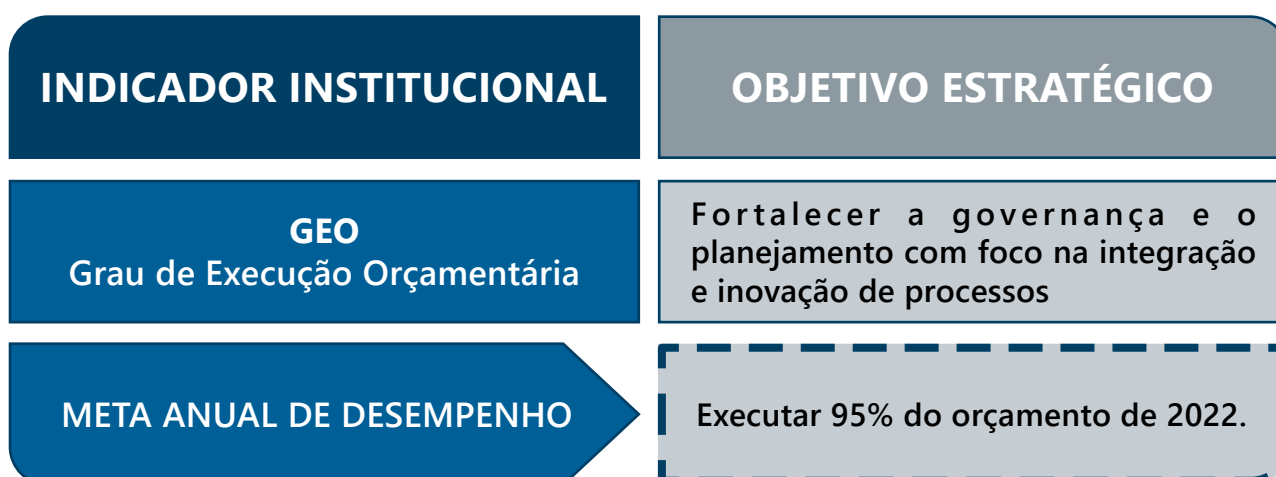 INDICADOR INSTITUCIONAL
OBJETIVO ESTRATÉGICO
GEO
Grau de Execução Orçamentária
Fortalecer a governança e o
planejamento com foco na integração
e inovação de processos
META ANUAL DE DESEMPENHO
Executar 95% do orçamento de 2022.